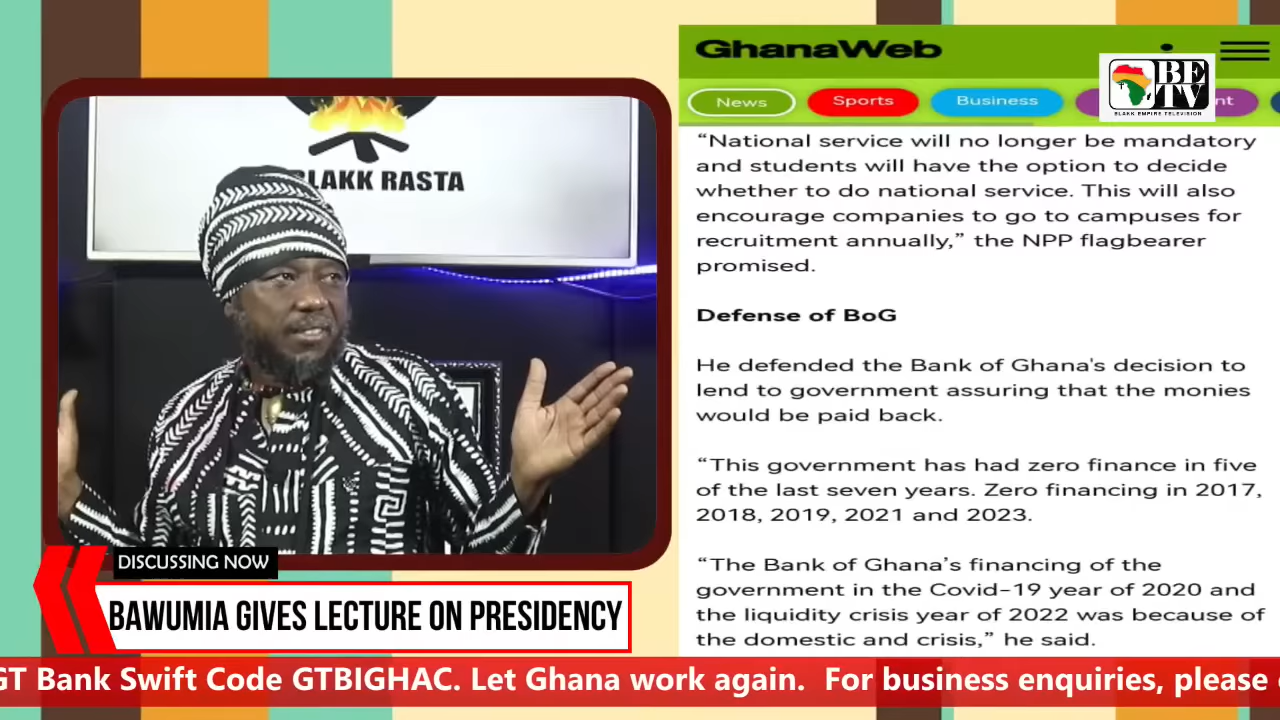 GhanaWeb
BE
TV
BLAKK EMPIRE TELEVISION
News
Sports
Business
nt
BLAKK RASTA
“National service will no longer be mandatory
and students will have the option to decide
whether to do national service. This will also
encourage companies to go to campuses for
recruitment annually,” the NPP flagbearer
promised.
Defense of BoG
He defended the Bank of Ghana's decision to
lend to government assuring that the monies
would be paid back.
“This government has had zero finance in five
of the last seven years. Zero financing in 2017,
2018, 2019, 2021 and 2023.
“The Bank of Ghana’s financing of the
government in the Covid-19 year of 2020 and
the liquidity crisis year of 2022 was because of
the domestic and crisis,” he said.
DISCUSSING NOW
BAWUMIA GIVES LECTURE ON PRESIDENCY
GT Bank Swift Code GTBIGHAC. Let Ghana work again. For business enquiries, please